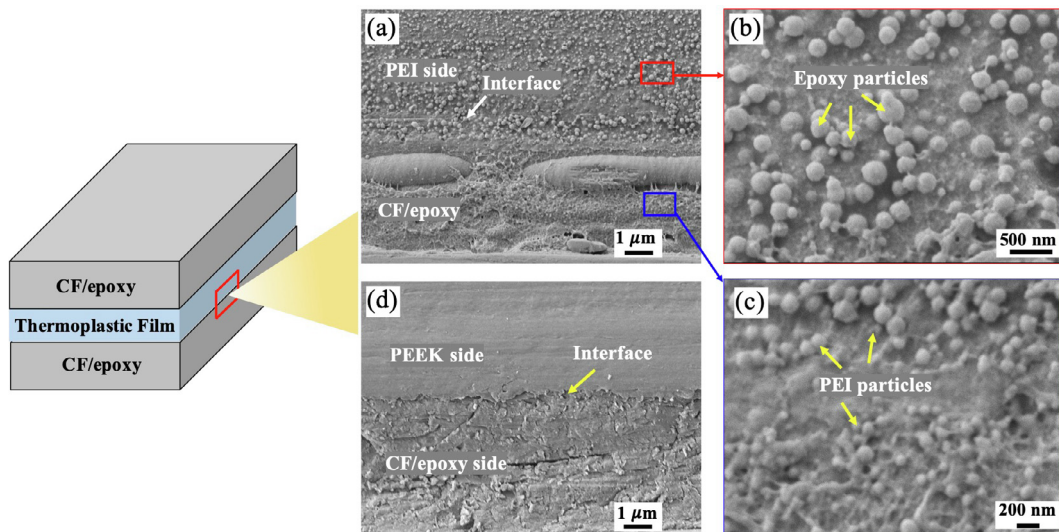 CF/epoxy
Thermoplastic Film
CF/epoxy
(a)
PEI side
Interface
CF/epoxy
1 μm
(b)
Epoxy particles
500 nm
(c)
PEI particles
200 nm
(d)
PEEK side
Interface
CF/epoxy side
1 μm